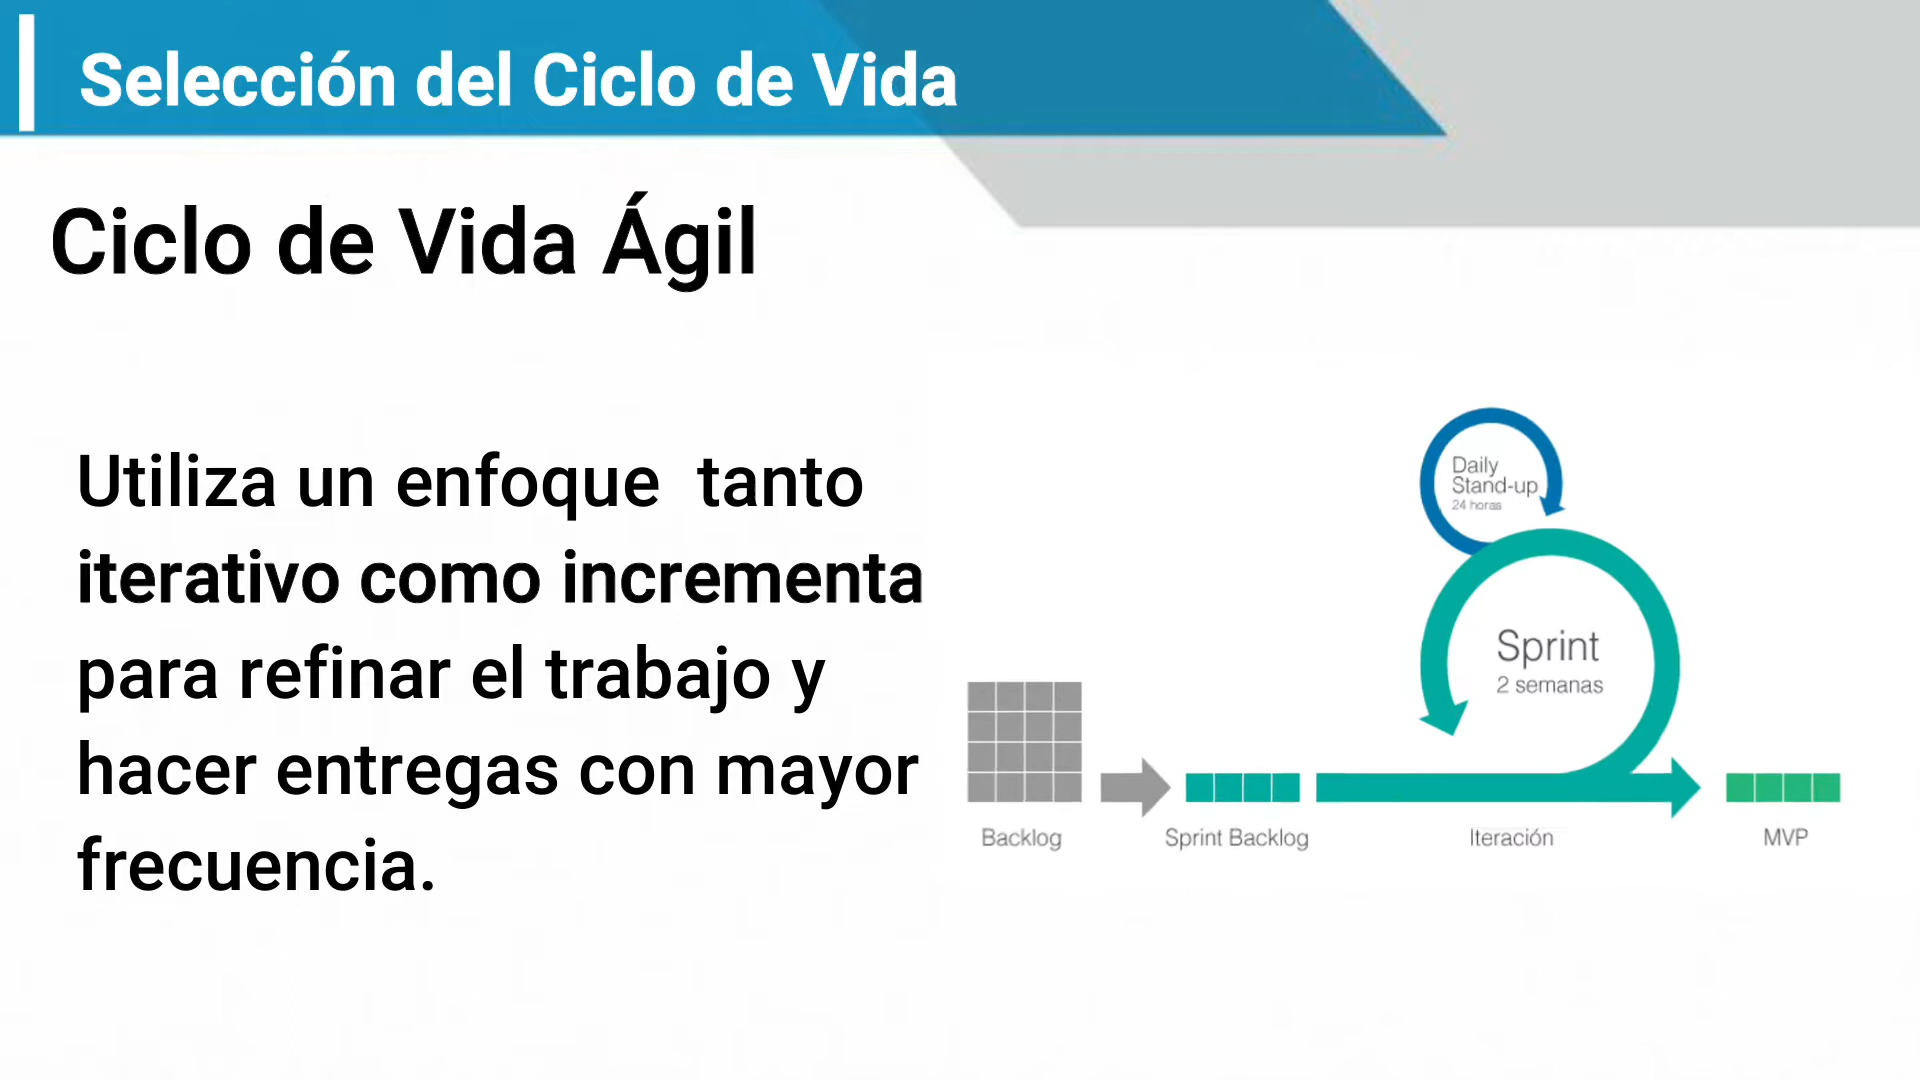 Selección del Ciclo de Vida
Ciclo de Vida Ágil
Utiliza un enfoque  tanto
iterativo como incrementa
para refinar el trabajo y
hacer entregas con mayor
frecuencia.
Daily
Stand-up
24 horas
Sprint
2 semanas
Backlog
Sprint Backlog
Iteración
MVP